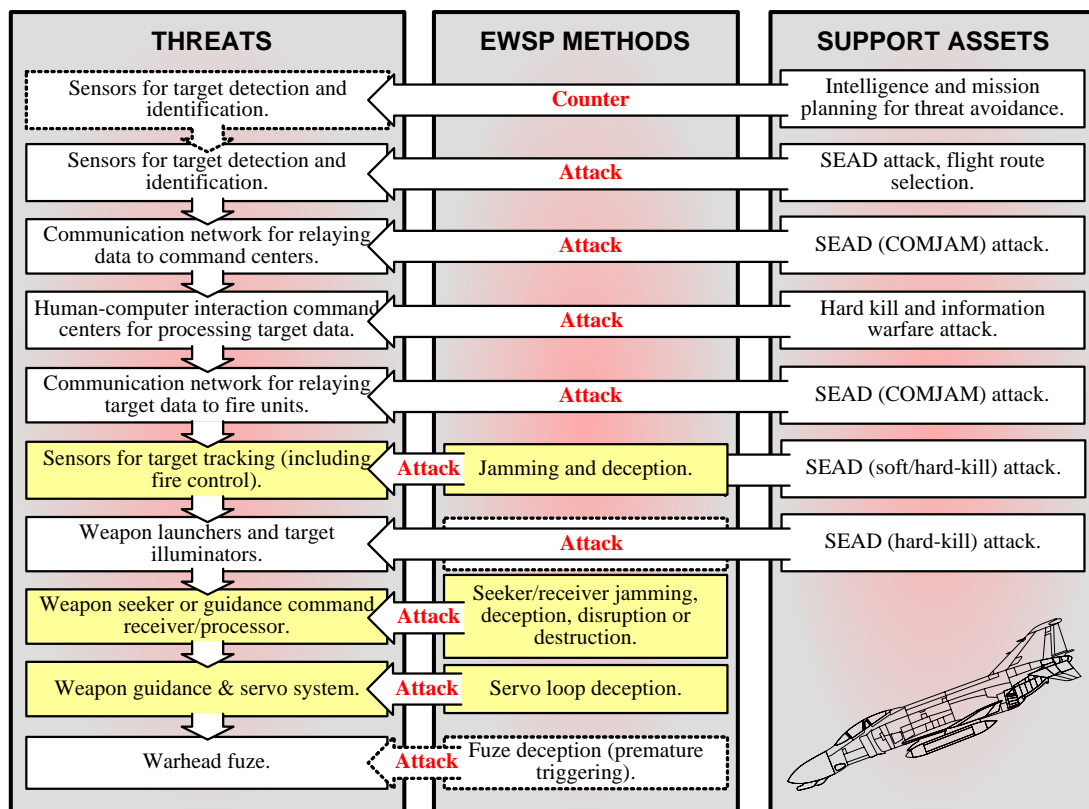 THREATS
EWSP METHODS
SUPPORT ASSETS
Sensors for target detection and
identification.
Counter
Intelligence and mission
planning for threat avoidance.
Sensors for target detection and
identification.
Attack
SEAD attack, flight route
selection.
Communication network for relaying
data to command centers.
Attack
SEAD (COMJAM) attack.
Human-computer interaction command
centers for processing target data.
Attack
Hard kill and information
warfare attack.
Communication network for relaying
target data to fire units.
Attack
SEAD (COMJAM) attack.
Sensors for target tracking (including
fire control).
Attack
Jamming and deception.
SEAD (soft/hard-kill) attack.
Weapon launchers and target
illuminators.
Attack
SEAD (hard-kill) attack.
Weapon seeker or guidance command
receiver/processor.
Attack
Seeker/receiver jamming,
deception, disruption or
destruction.
Weapon guidance & servo system.
Attack
Servo loop deception.
Warhead fuze.
Attack
Fuze deception (premature
triggering).